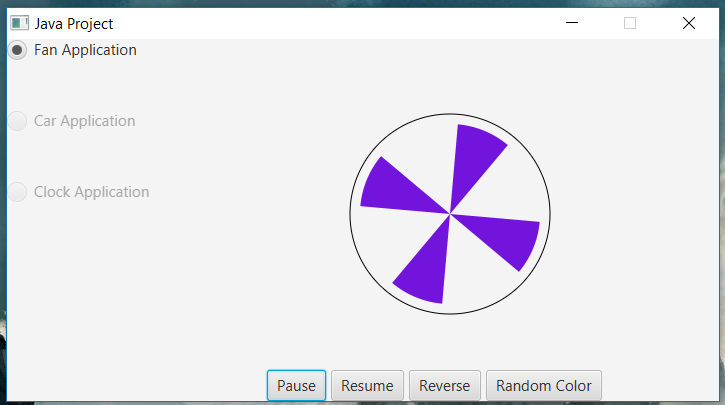 Java Project
Fan Application
Car Application
Clock Application
Pause Resume Reverse Random Color